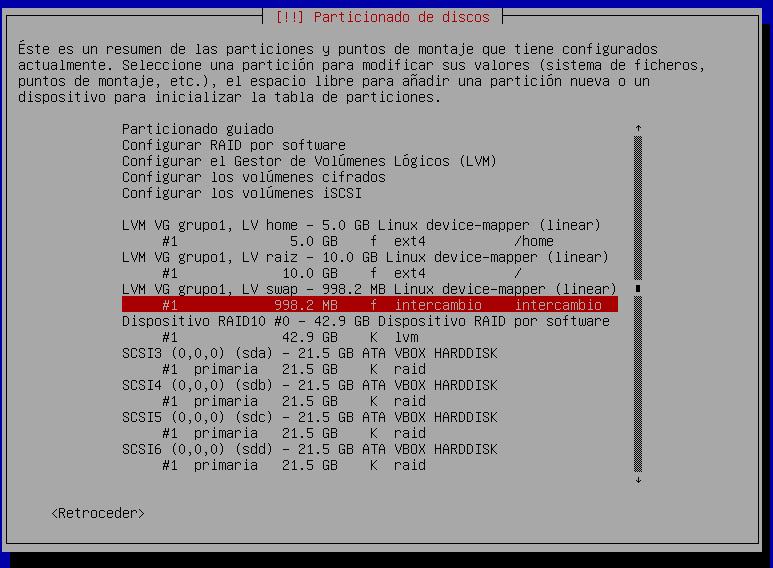 [!!] Particionado de discos
Éste es un resumen de las particiones y puntos de montaje que tiene configurados
actualmente. Seleccione una partición para modificar sus valores (sistema de ficheros,
puntos de montaje, etc.), el espacio libre para añadir una partición nueva o un
dispositivo para inicializar la tabla de particiones.
Particionado guiado
Configurar RAID por software
Configurar el Gestor de Volúmenes Lógicos (LVM)
Configurar los volúmenes cifrados
Configurar los volúmenes iSCSI
LVM VG grupo1, LV home - 5.0 GB Linux device-mapper (linear)
#1 5.0 GB f ext4 /home
LVM VG grupo1, LV raiz - 10.0 GB Linux device-mapper (linear)
#1 10.0 GB f ext4 /
LVM VG grupo1, LV swap - 998.2 MB Linux device-mapper (linear)
#1 998.2 MB f intercambio intercambio
Dispositivo RAID10 #0 - 42.9 GB Dispositivo RAID por software
#1 42.9 GB K lvm
SCSI3 (0,0,0) (sda) - 21.5 GB ATA VBOX HARDDISK
#1 primaria 21.5 GB K raid
SCSI4 (0,0,0) (sdb) - 21.5 GB ATA VBOX HARDDISK
#1 primaria 21.5 GB K raid
SCSI5 (0,0,0) (sdc) - 21.5 GB ATA VBOX HARDDISK
#1 primaria 21.5 GB K raid
SCSI6 (0,0,0) (sdd) - 21.5 GB ATA VBOX HARDDISK
#1 primaria 21.5 GB K raid
<Retroceder>